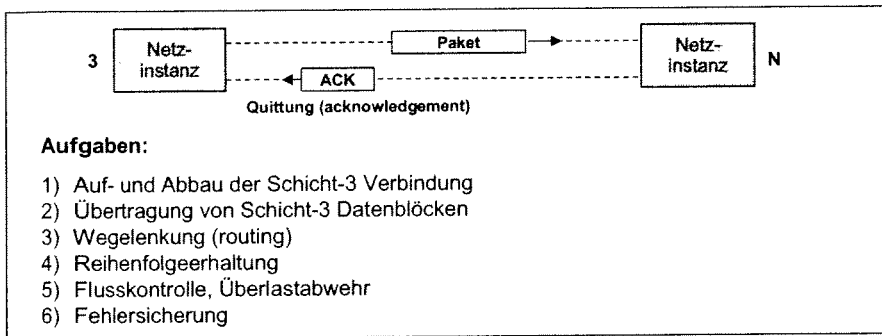 3
Netz-
instanz
Paket
Netz-
instanz
N
ACK
Quittung (acknowledgement)
Aufgaben:
1) Auf- und Abbau der Schicht-3 Verbindung
2) Übertragung von Schicht-3 Datenblöcken
3) Wegelenkung (routing)
4) Reihenfolgeerhaltung
5) Flusskontrolle, Überlastabwehr
6) Fehlersicherung